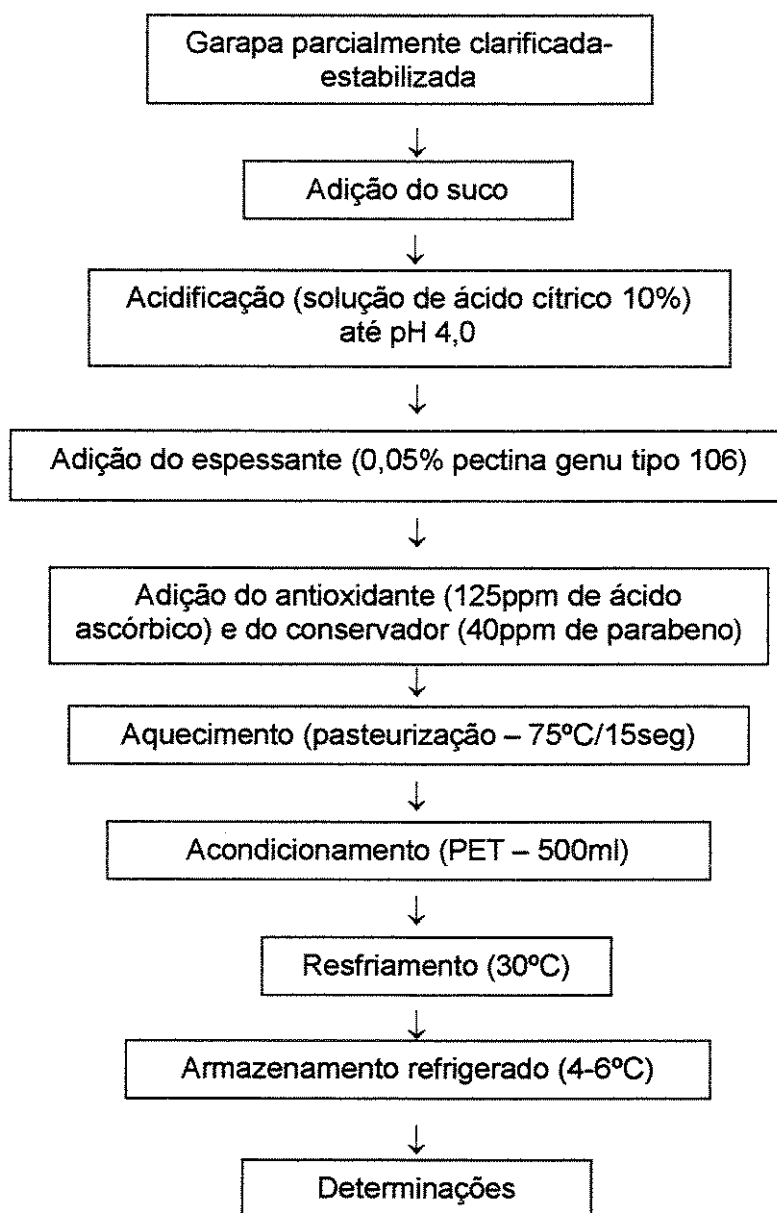 Garapa parcialmente clarificada-
estabilizada
↓
Adição do suco
↓
Acidificação (solução de ácido cítrico 10%)
até pH 4,0
↓
Adição do espessante (0,05% pectina genu tipo 106)
↓
Adição do antioxidante (125ppm de ácido
ascórbico) e do conservador (40ppm de parabeno)
↓
Aquecimento (pasteurização – 75ºC/15seg)
↓
Acondicionamento (PET – 500ml)
↓
Resfriamento (30ºC)
↓
Armazenamento refrigerado (4-6ºC)
↓
Determinações